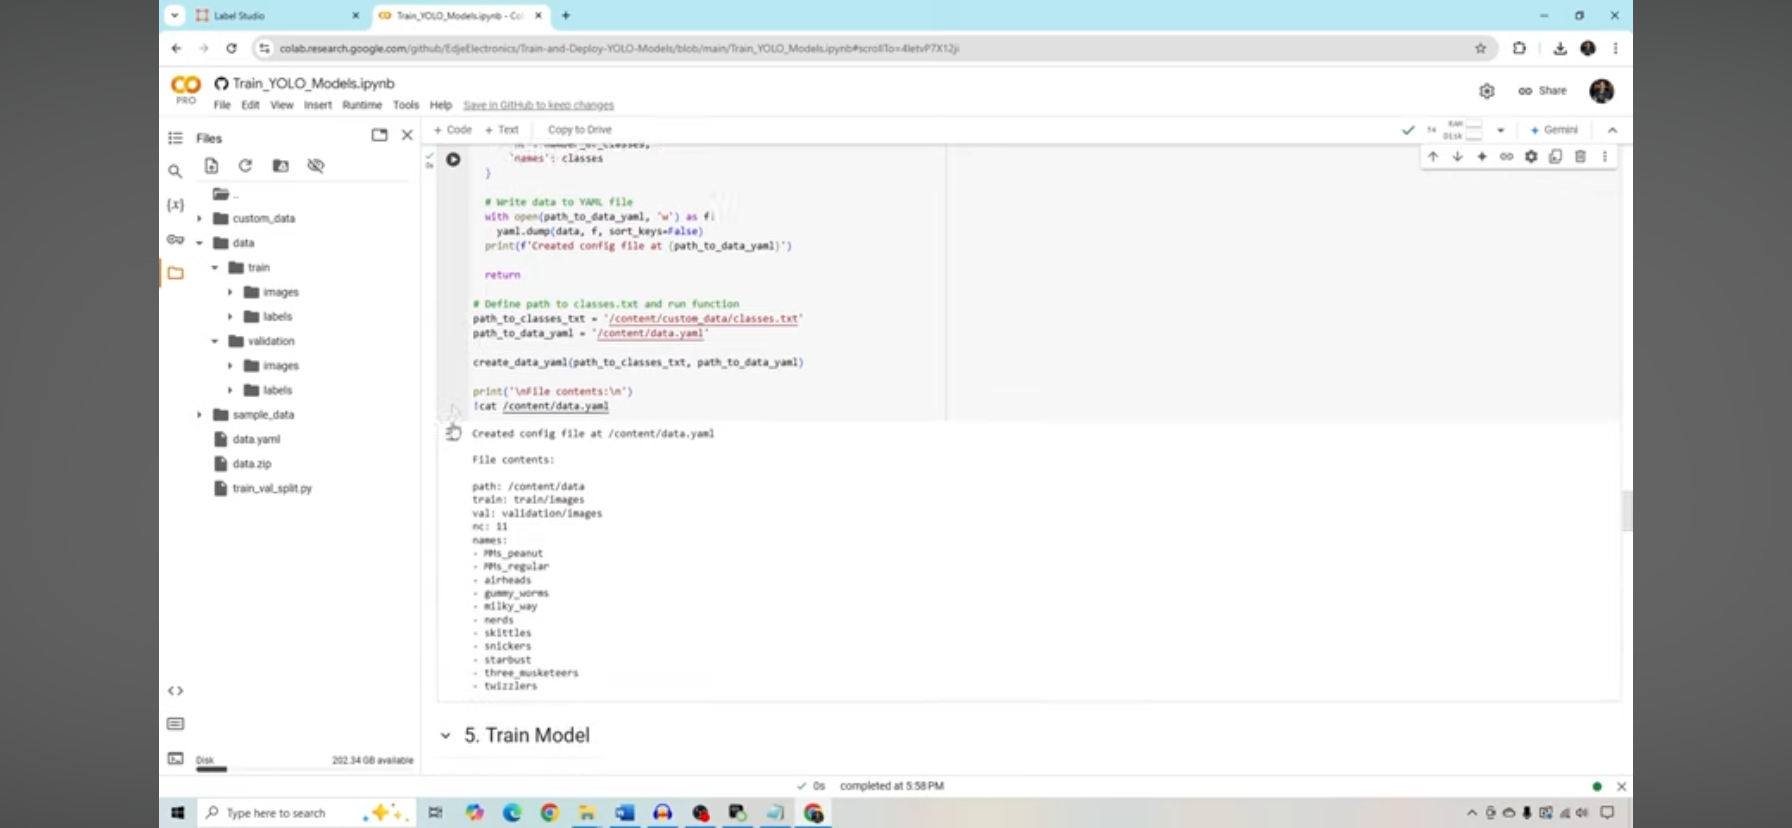 Label Studio
Train_YOLO_Models.ipynb - Col
colab.research.google.com/github/EdjeElectronics/Train-and-Deploy-YOLO-Models/blob/main/Train_YOLO_Models.ipynb#scrollTo=4letvP7X12ji
CO
PRO
Train_YOLO_Models.ipynb
File Edit View Insert Runtime Tools Help Save in GitHub to keep changes
Share
Files
+ Code + Text Copy to Drive
T4
RAM
Disk
Gemini
..
{x}
custom_data
data
train
images
labels
validation
images
labels
sample_data
data.yaml
data.zip
train_val_split.py
Disk
202.34 GB available
0s
'nc': number_of_classes,
'names': classes
}
# Write data to YAML file
with open(path_to_data_yaml, 'w') as f:
yaml.dump(data, f, sort_keys=False)
print(f'Created config file at {path_to_data_yaml}')
return
# Define path to classes.txt and run function
path_to_classes_txt = '/content/custom_data/classes.txt'
path_to_data_yaml = '/content/data.yaml'
create_data_yaml(path_to_classes_txt, path_to_data_yaml)
print('\nFile contents:\n')
!cat /content/data.yaml
Created config file at /content/data.yaml
File contents:
path: /content/data
train: train/images
val: validation/images
nc: 11
names:
- MMs_peanut
- MMs_regular
- airheads
- gummy_worms
- milky_way
- nerds
- skittles
- snickers
- starbust
- three_musketeers
- twizzlers
5. Train Model
0s completed at 5:58 PM
Type here to search